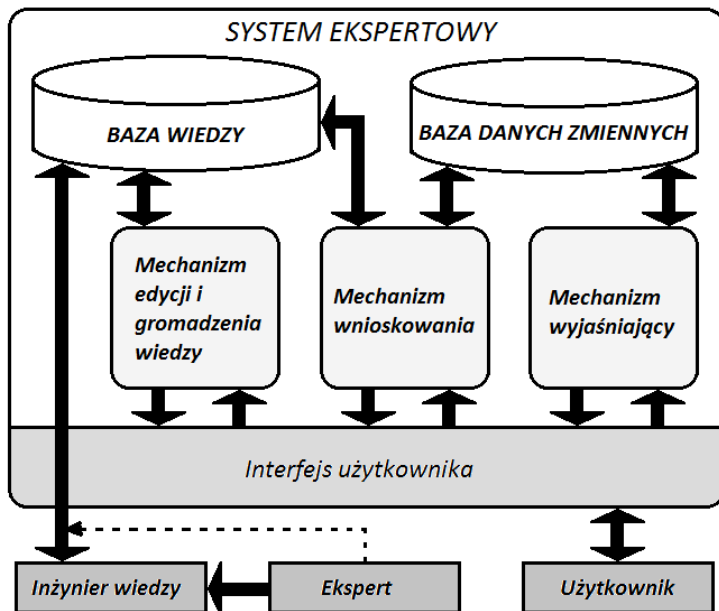 SYSTEM EKSPERTOWY
BAZA WIEDZY
BAZA DANYCH ZMIENNYCH
Mechanizm
edycji i
gromadzenia
wiedzy
Mechanizm
wnioskowania
Mechanizm
wyjaśniający
Interfejs użytkownika
Inżynier wiedzy
Ekspert
Użytkownik